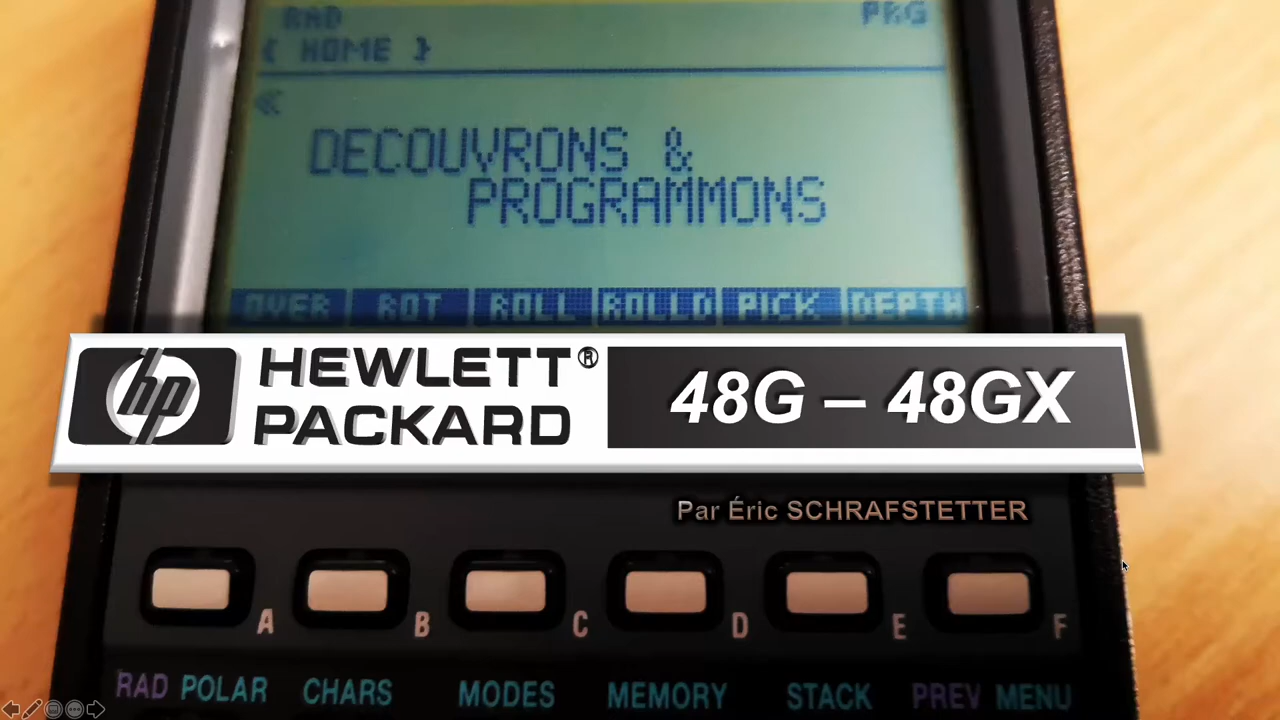 RAD PRG
{ HOME }
«
DECOUVRONS &
PROGRAMMONS
OVER ROT ROLL ROLLD PICK DEPTH
hp HEWLETT®
PACKARD
48G – 48GX
Par Éric SCHRAFSTETTER
A B C D E F
RAD POLAR CHARS MODES MEMORY STACK PREV MENU